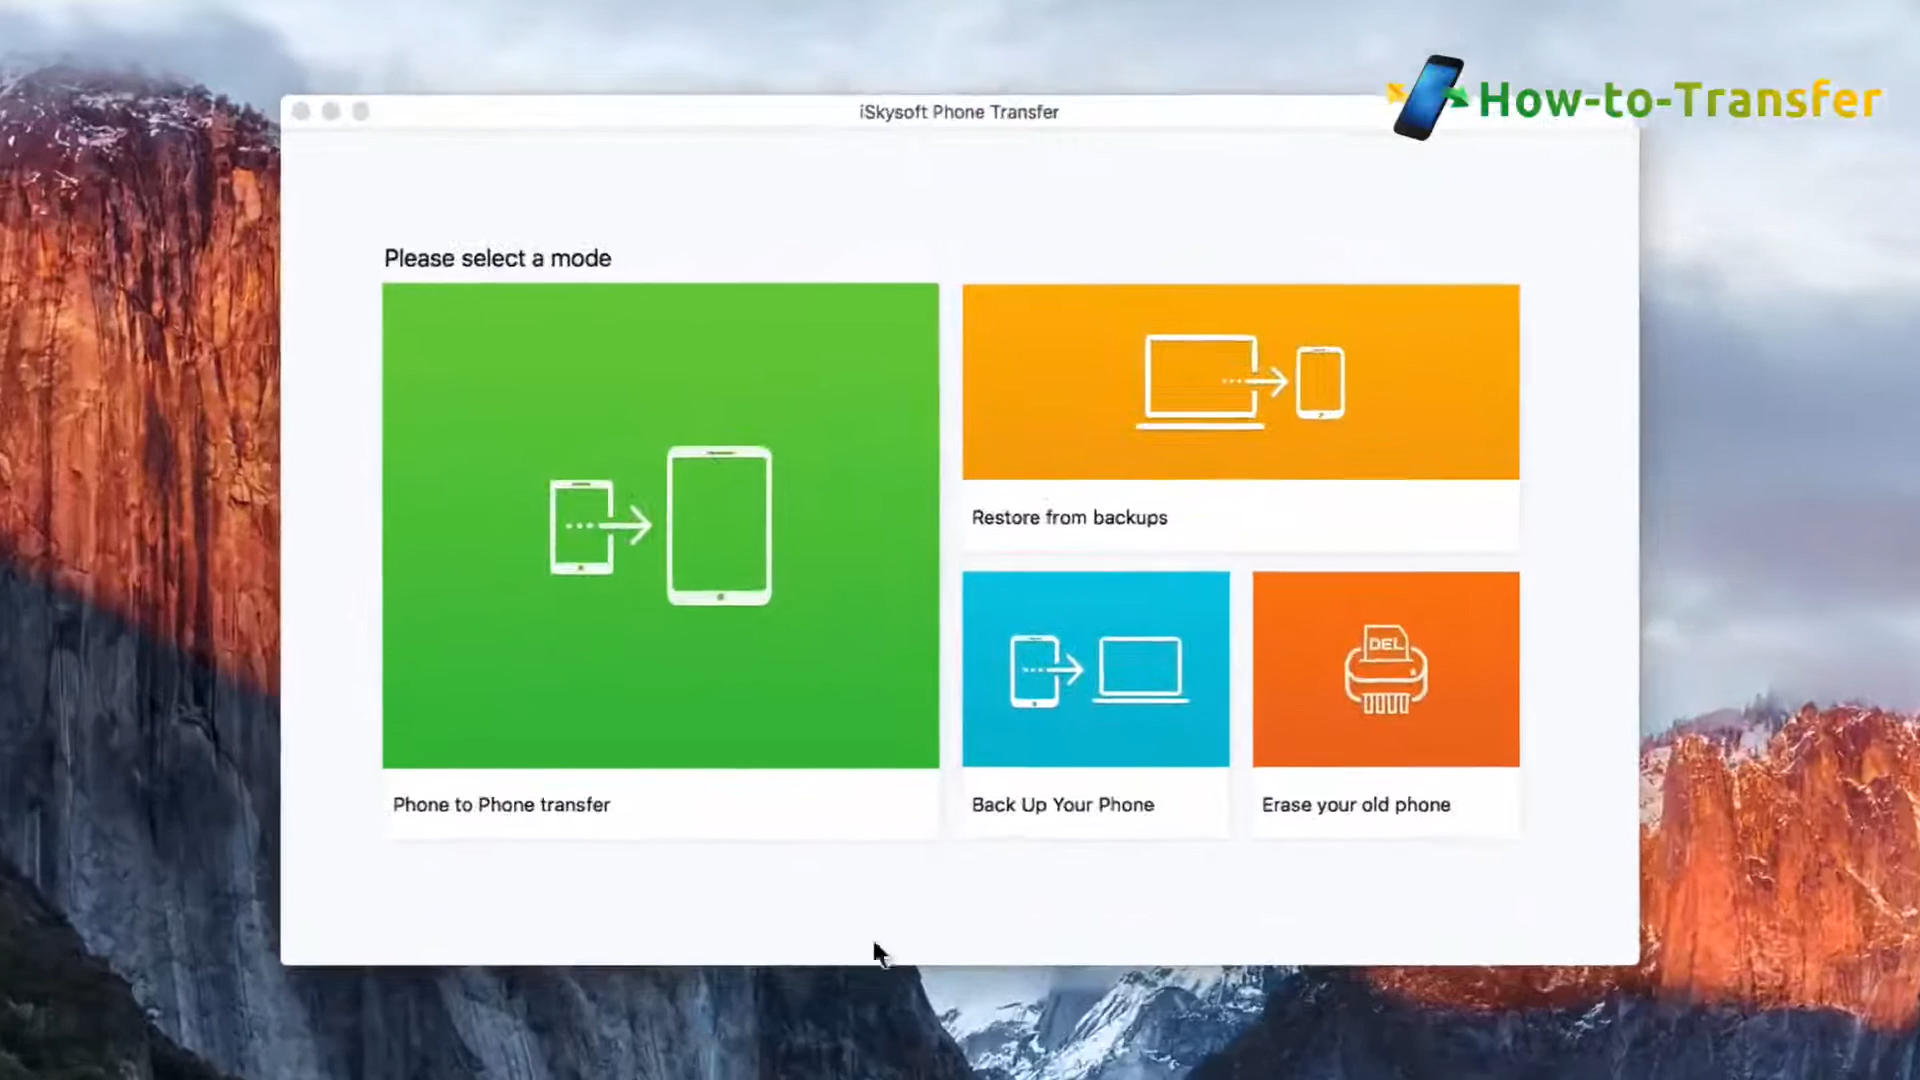 How-to-Transfer
iSkysoft Phone Transfer
Please select a mode
Restore from backups
DEL
Phone to Phone transfer
Back Up Your Phone
Erase your old phone